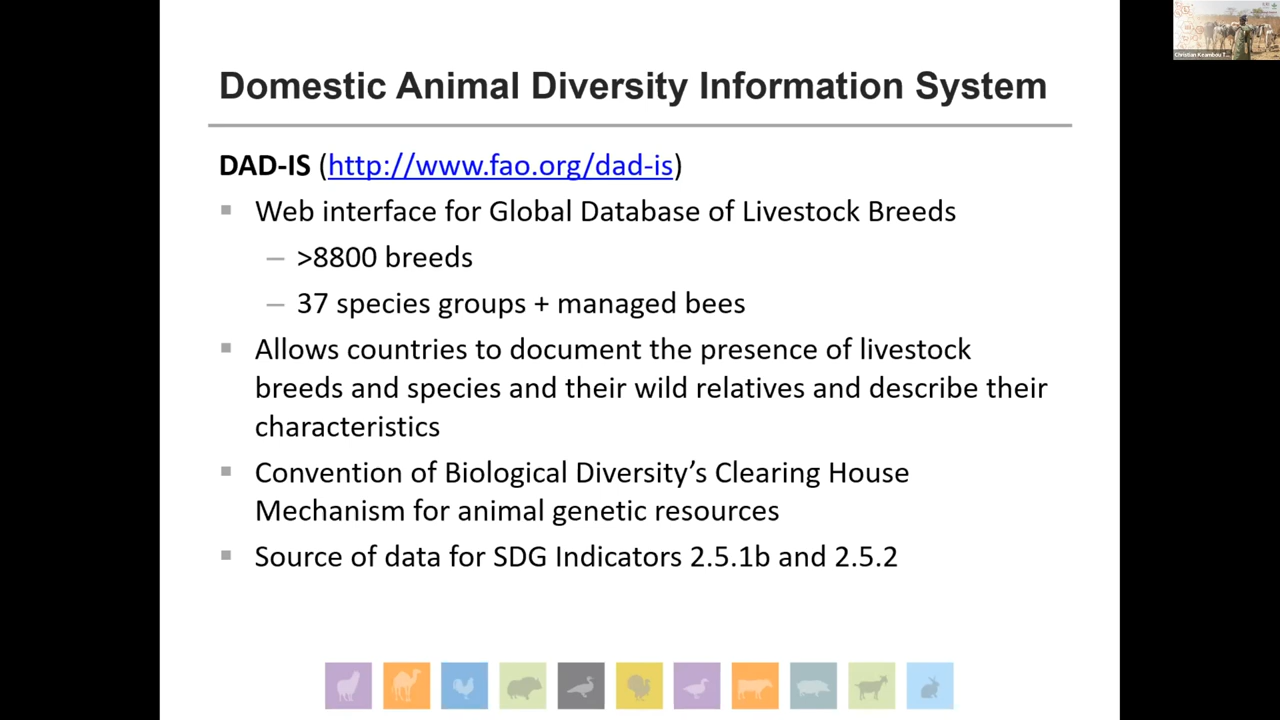 Domestic Animal Diversity Information System
DAD-IS (http://www.fao.org/dad-is)
▪ Web interface for Global Database of Livestock Breeds
– >8800 breeds
– 37 species groups + managed bees
▪ Allows countries to document the presence of livestock
breeds and species and their wild relatives and describe their
characteristics
▪ Convention of Biological Diversity’s Clearing House
Mechanism for animal genetic resources
▪ Source of data for SDG Indicators 2.5.1b and 2.5.2
Christian Keambou T...